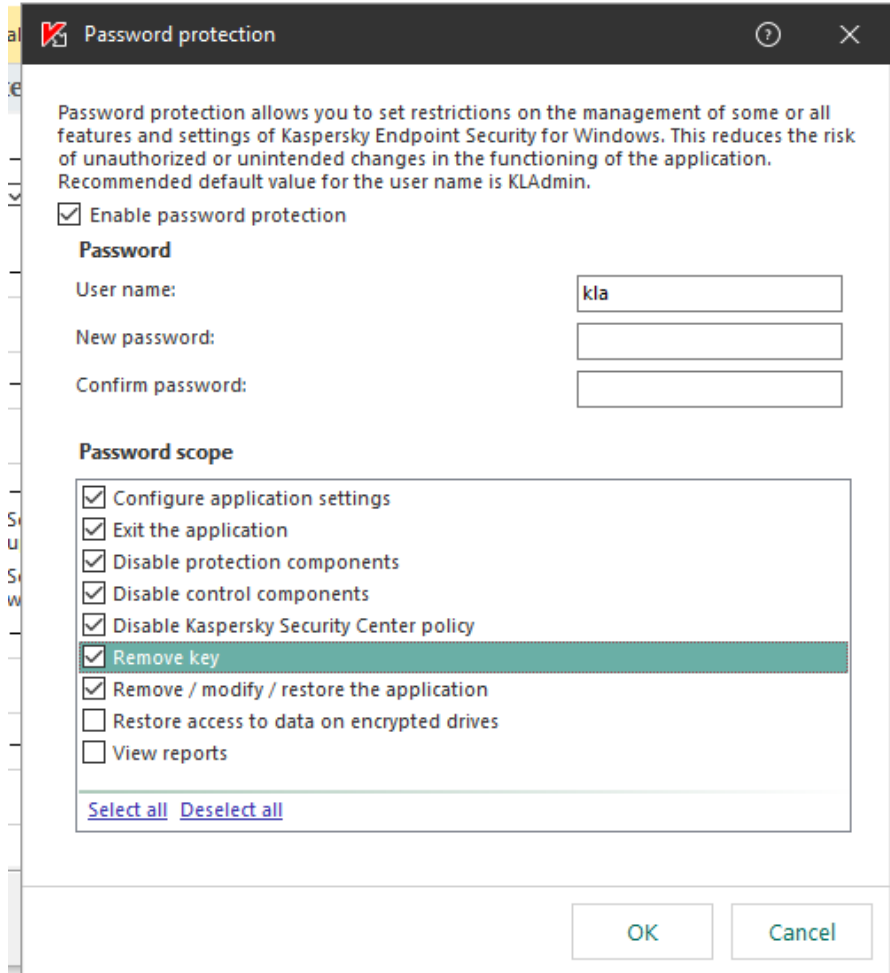 Password protection
Password protection allows you to set restrictions on the management of some or all
features and settings of Kaspersky Endpoint Security for Windows. This reduces the risk
of unauthorized or unintended changes in the functioning of the application.
Recommended default value for the user name is KLAdmin.
Enable password protection
Password
User name:
kla
New password:
Confirm password:
Password scope
Configure application settings
Exit the application
Disable protection components
Disable control components
Disable Kaspersky Security Center policy
Remove key
Remove / modify / restore the application
Restore access to data on encrypted drives
View reports
Select all Deselect all
OK Cancel